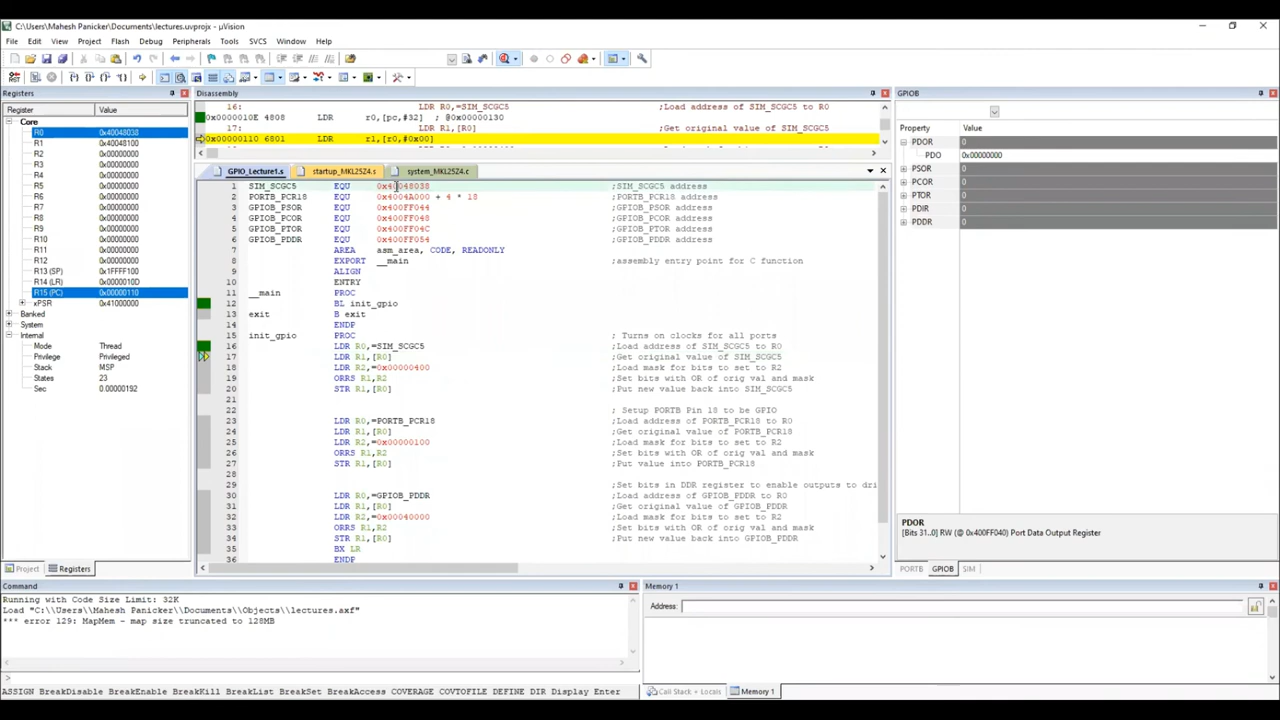 C:\Users\Mahesh Panicker\Documents\lectures.uvprojx - µVision
File Edit View Project Flash Debug Peripherals Tools SVCS Window Help
Registers
Register Value
Core
R0 0x40048038
R1 0x40048100
R2 0x00000000
R3 0x00000000
R4 0x00000000
R5 0x00000000
R6 0x00000000
R7 0x00000000
R8 0x00000000
R9 0x00000000
R10 0x00000000
R11 0x00000000
R12 0x00000000
R13 (SP) 0x1FFFF100
R14 (LR) 0x0000010D
R15 (PC) 0x00000110
xPSR 0x41000000
Banked
System
Internal
Mode Thread
Privilege Privileged
Stack MSP
States 23
Sec 0.00000192
Project Registers
Disassembly
16: LDR R0,=SIM_SCGC5 ;Load address of SIM_SCGC5 to R0
0x0000010E 4808 LDR r0,[pc,#32] ; @0x00000130
17: LDR R1,[R0] ;Get original value of SIM_SCGC5
0x00000110 6801 LDR r1,[r0,#0x00]
GPIO_Lecture1.s startup_MKL25Z4.s system_MKL25Z4.c
1 SIM_SCGC5 EQU 0x40048038 ;SIM_SCGC5 address
2 PORTB_PCR18 EQU 0x4004A000 + 4 * 18 ;PORTB_PCR18 address
3 GPIOB_PSOR EQU 0x400FF044 ;GPIOB_PSOR address
4 GPIOB_PCOR EQU 0x400FF048 ;GPIOB_PCOR address
5 GPIOB_PTOR EQU 0x400FF04C ;GPIOB_PTOR address
6 GPIOB_PDDR EQU 0x400FF054 ;GPIOB_PDDR address
7 AREA asm_area, CODE, READONLY
8 EXPORT __main ;assembly entry point for C function
9 ALIGN
10 ENTRY
11 __main PROC
12 BL init_gpio
13 exit B exit
14 ENDP
15 init_gpio PROC ; Turns on clocks for all ports
16 LDR R0,=SIM_SCGC5 ;Load address of SIM_SCGC5 to R0
17 LDR R1,[R0] ;Get original value of SIM_SCGC5
18 LDR R2,=0x00000400 ;Load mask for bits to set to R2
19 ORRS R1,R2 ;Set bits with OR of orig val and mask
20 STR R1,[R0] ;Put new value back into SIM_SCGC5
21
22 ; Setup PORTB Pin 18 to be GPIO
23 LDR R0,=PORTB_PCR18 ;Load address of PORTB_PCR18 to R0
24 LDR R1,[R0] ;Get original value of PORTB_PCR18
25 LDR R2,=0x00000100 ;Load mask for bits to set to R2
26 ORRS R1,R2 ;Set bits with OR of orig val and mask
27 STR R1,[R0] ;Put value into PORTB_PCR18
28
29 ;Set bits in DDR register to enable outputs to dri
30 LDR R0,=GPIOB_PDDR ;Load address of GPIOB_PDDR to R0
31 LDR R1,[R0] ;Get original value of GPIOB_PDDR
32 LDR R2,=0x00040000 ;Load mask for bits to set to R2
33 ORRS R1,R2 ;Set bits with OR of orig val and mask
34 STR R1,[R0] ;Put new value back into GPIOB_PDDR
35 BX LR
36 ENDP
GPIOB
Property Value
PDOR 0
PDO 0x00000000
PSOR 0
PCOR 0
PTOR 0
PDIR 0
PDDR 0
PDOR
[Bits 31..0] RW (@ 0x400FF040) Port Data Output Register
PORTB GPIOB SIM
Command
Running with Code Size Limit: 32K
Load "C:\\Users\\Mahesh Panicker\\Documents\\Objects\\lectures.axf"
*** error 129: MapMem - map size truncated to 128MB
>
ASSIGN BreakDisable BreakEnable BreakKill BreakList BreakSet BreakAccess COVERAGE COVTOFILE DEFINE DIR Display Enter
Memory 1
Address:
Call Stack + Locals Memory 1